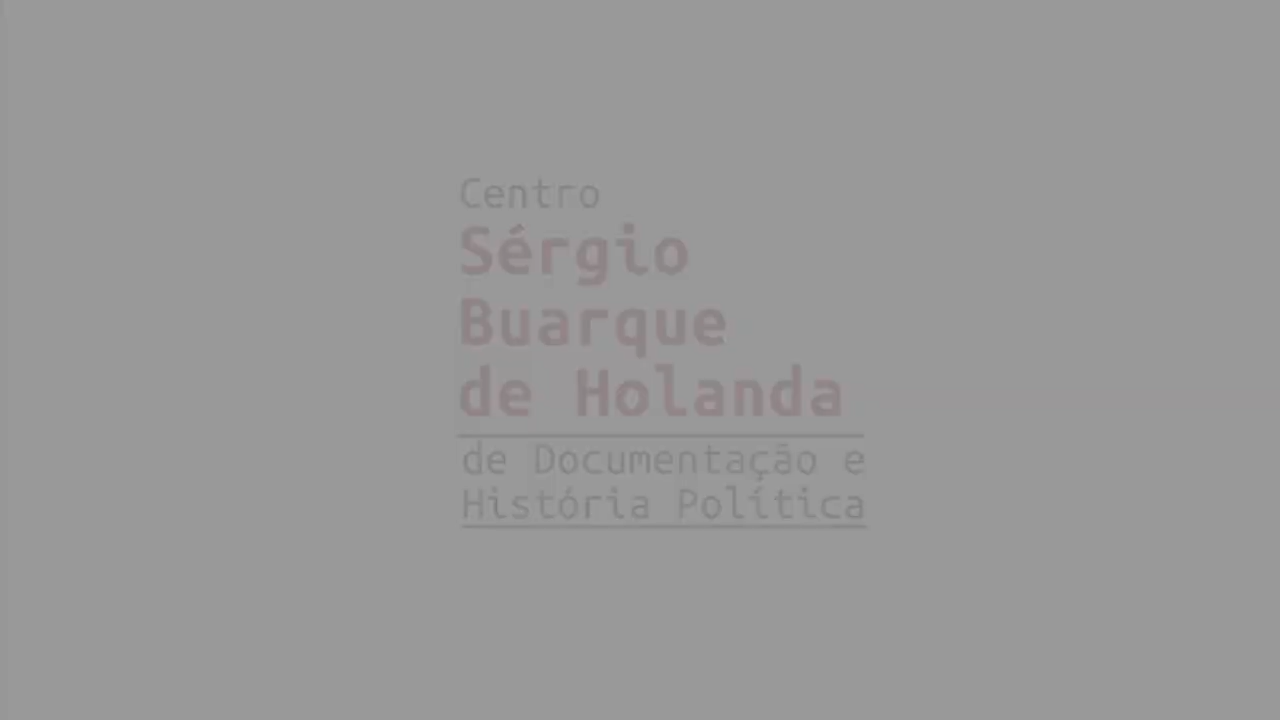 Centro
Sérgio
Buarque
de Holanda
de Documentação e
História Política